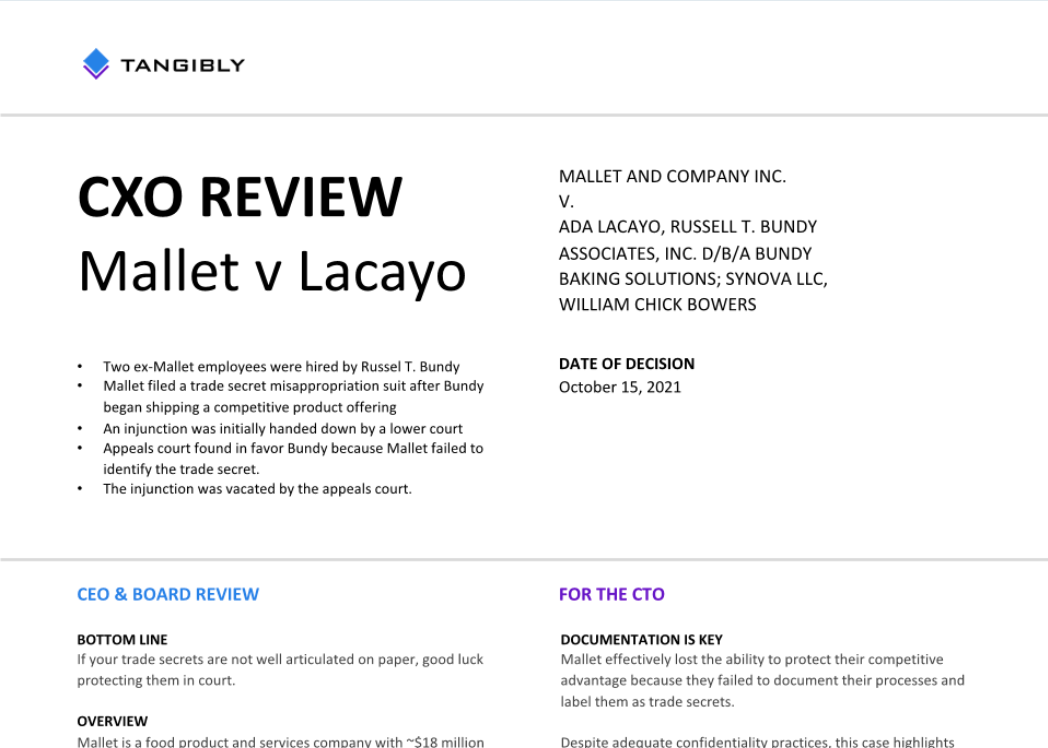 TANGIBLY
CXO REVIEW
Mallet v Lacayo
• Two ex-Mallet employees were hired by Russel T. Bundy
• Mallet filed a trade secret misappropriation suit after Bundy
began shipping a competitive product offering
• An injunction was initially handed down by a lower court
• Appeals court found in favor Bundy because Mallet failed to
identify the trade secret.
• The injunction was vacated by the appeals court.
MALLET AND COMPANY INC.
V.
ADA LACAYO, RUSSELL T. BUNDY
ASSOCIATES, INC. D/B/A BUNDY
BAKING SOLUTIONS; SYNOVA LLC,
WILLIAM CHICK BOWERS
DATE OF DECISION
October 15, 2021
CEO & BOARD REVIEW
BOTTOM LINE
If your trade secrets are not well articulated on paper, good luck
protecting them in court.
OVERVIEW
Mallet is a food product and services company with ~$18 million
FOR THE CTO
DOCUMENTATION IS KEY
Mallet effectively lost the ability to protect their competitive
advantage because they failed to document their processes and
label them as trade secrets.
Despite adequate confidentiality practices, this case highlights